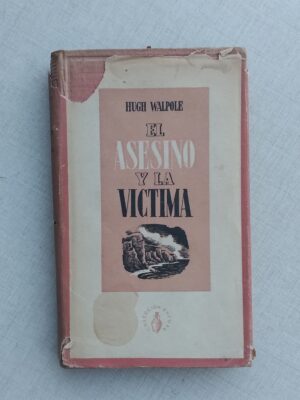 HUGH WALPOLE
EL
ASESINO
Y LA
VICTIMA